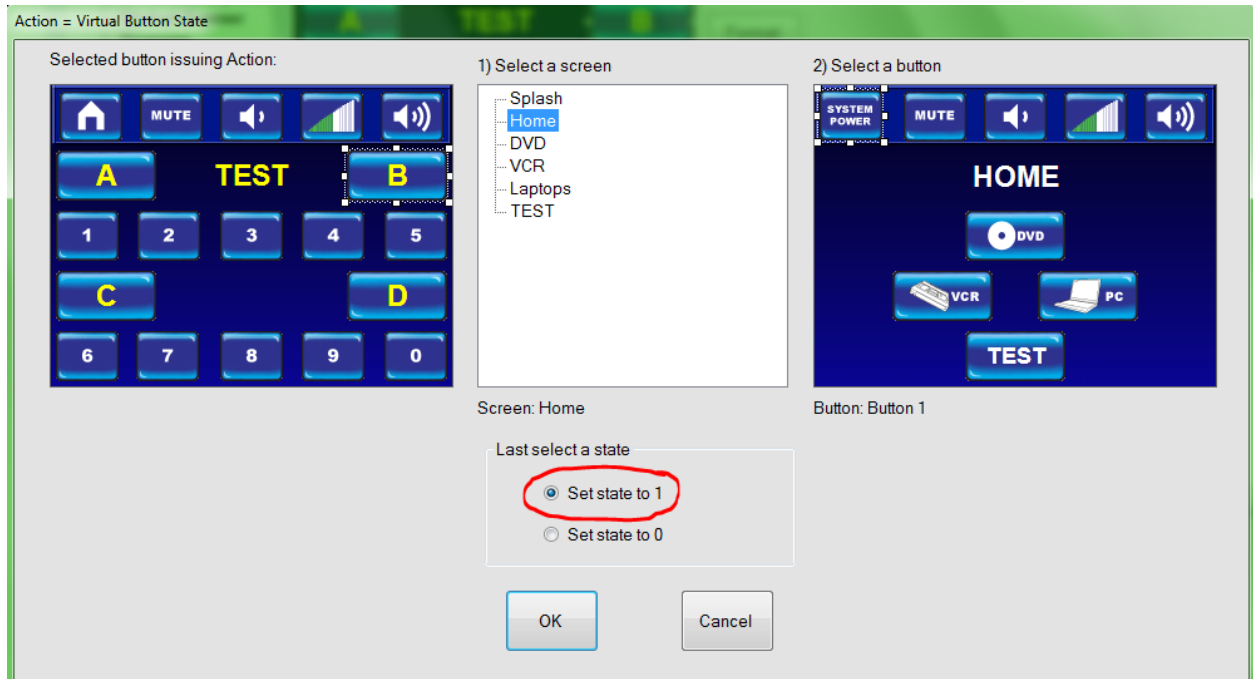 Action = Virtual Button State
A TEST B
Selected button issuing Action:
MUTE
A TEST B
1 2 3 4 5
C D
6 7 8 9 0
1) Select a screen
Splash
Home
DVD
VCR
Laptops
TEST
Screen: Home
2) Select a button
SYSTEM
POWER
MUTE
HOME
DVD
VCR PC
TEST
Button: Button 1
Last select a state
Set state to 1
Set state to 0
OK Cancel